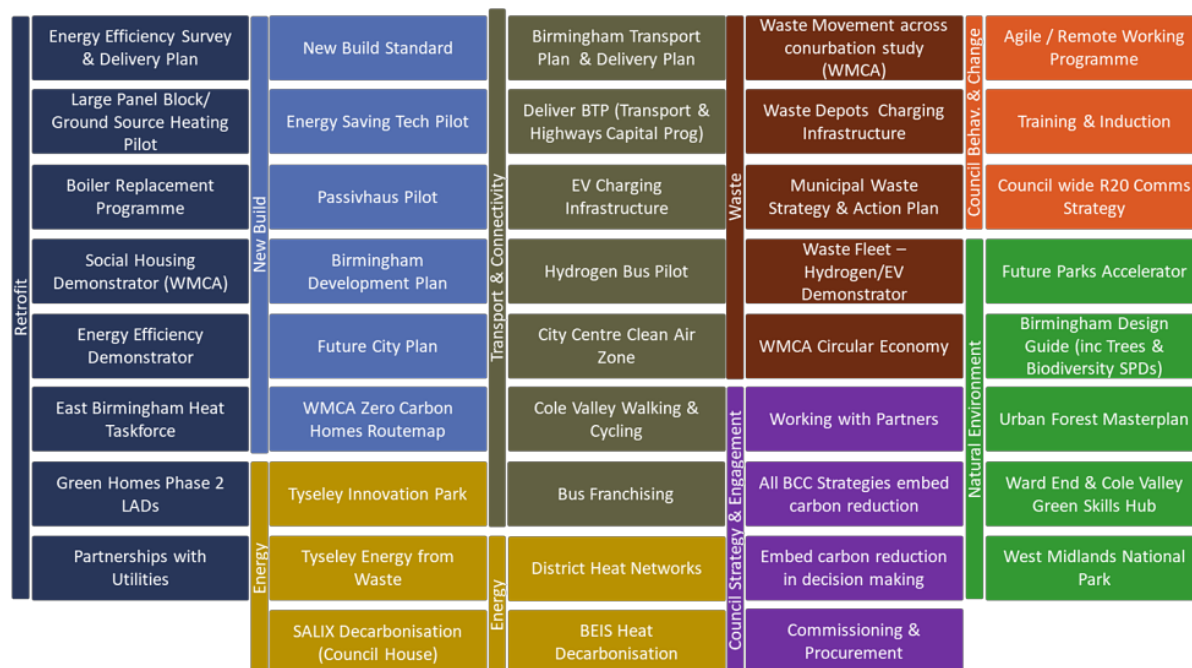 Retrofit
Energy Efficiency Survey
& Delivery Plan
Large Panel Block/
Ground Source Heating
Pilot
Boiler Replacement
Programme
Social Housing
Demonstrator (WMCA)
Energy Efficiency
Demonstrator
East Birmingham Heat
Taskforce
Green Homes Phase 2
LADs
Partnerships with
Utilities
New Build
New Build Standard
Energy Saving Tech Pilot
Passivhaus Pilot
Birmingham
Development Plan
Future City Plan
WMCA Zero Carbon
Homes Routemap
Energy
Tyseley Innovation Park
Tyseley Energy from
Waste
SALIX Decarbonisation
(Council House)
Transport & Connectivity
Birmingham Transport
Plan & Delivery Plan
Deliver BTP (Transport &
Highways Capital Prog)
EV Charging
Infrastructure
Hydrogen Bus Pilot
City Centre Clean Air
Zone
Cole Valley Walking &
Cycling
Bus Franchising
Energy
District Heat Networks
BEIS Heat
Decarbonisation
Waste
Waste Movement across
conurbation study
(WMCA)
Waste Depots Charging
Infrastructure
Municipal Waste
Strategy & Action Plan
Waste Fleet –
Hydrogen/EV
Demonstrator
WMCA Circular Economy
Council Strategy & Engagement
Working with Partners
All BCC Strategies embed
carbon reduction
Embed carbon reduction
in decision making
Commissioning &
Procurement
Council Behav. & Change
Agile / Remote Working
Programme
Training & Induction
Council wide R20 Comms
Strategy
Natural Environment
Future Parks Accelerator
Birmingham Design
Guide (inc Trees &
Biodiversity SPDs)
Urban Forest Masterplan
Ward End & Cole Valley
Green Skills Hub
West Midlands National
Park